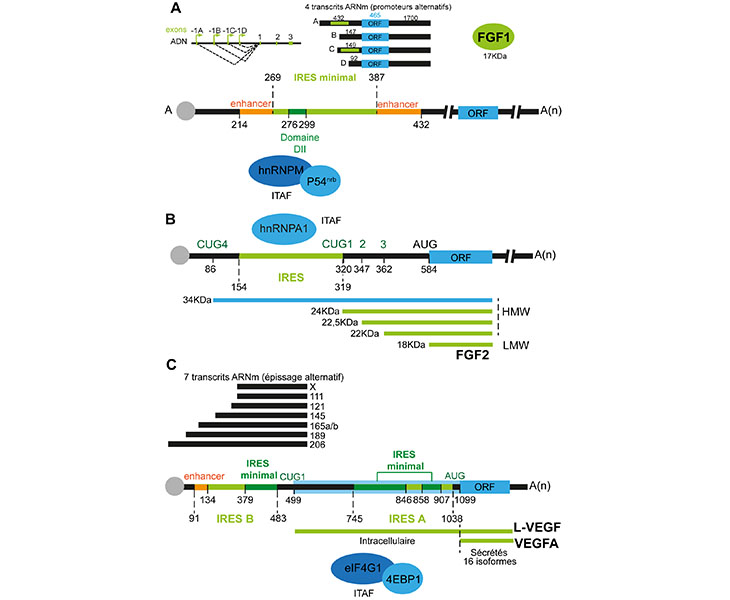 A
4 transcrits ARNm (promoteurs alternatifs)
exons -1A -1B -1C -1D
ADN 1 2 3
A 432 465 1700
ORF
B 147
ORF
C 149
ORF
D 92
ORF
FGF1
17KDa
269 IRES minimal 387
A enhancer enhancer ORF A(n)
214 276 299 432
Domaine
DII
hnRNPM
P54nrb
ITAF
B
hnRNPA1 ITAF
CUG4 CUG1 2 3 AUG
ORF A(n)
86 IRES 320 347 362 584
154 319
34KDa
24KDa HMW
22,5KDa
22KDa
18KDa LMW
FGF2
C
7 transcrits ARNm (épissage alternatif)
X
111
121
145
165a/b
189
206
IRES minimal
IRES minimal
enhancer CUG1 AUG
ORF A(n)
134 379 499 846 858 907 1099
91 IRES B 483 745 IRES A 1038
L-VEGF
Intracellulaire VEGFA
Sécrétés
16 isoformes
eIF4G1
4EBP1
ITAF